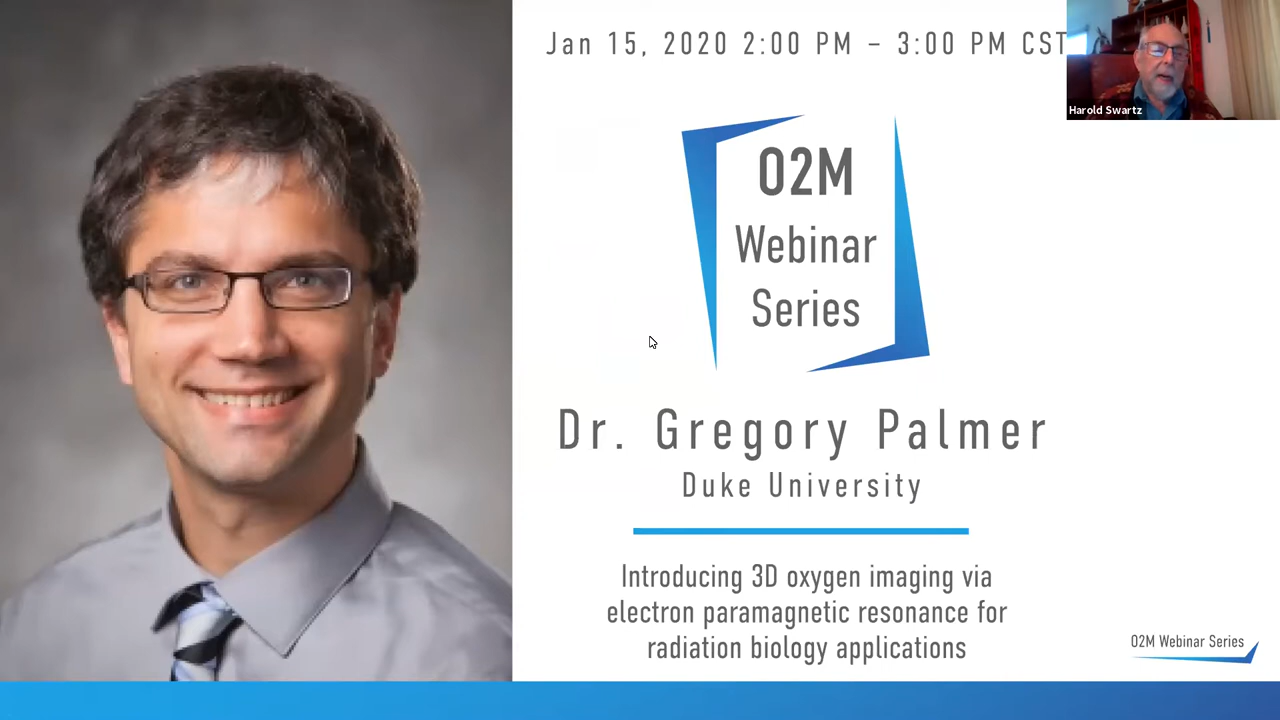 Jan 15, 2020 2:00 PM – 3:00 PM CST
Harold Swartz
O2M
Webinar
Series
Dr. Gregory Palmer
Duke University
Introducing 3D oxygen imaging via
electron paramagnetic resonance for
radiation biology applications
O2M Webinar Series